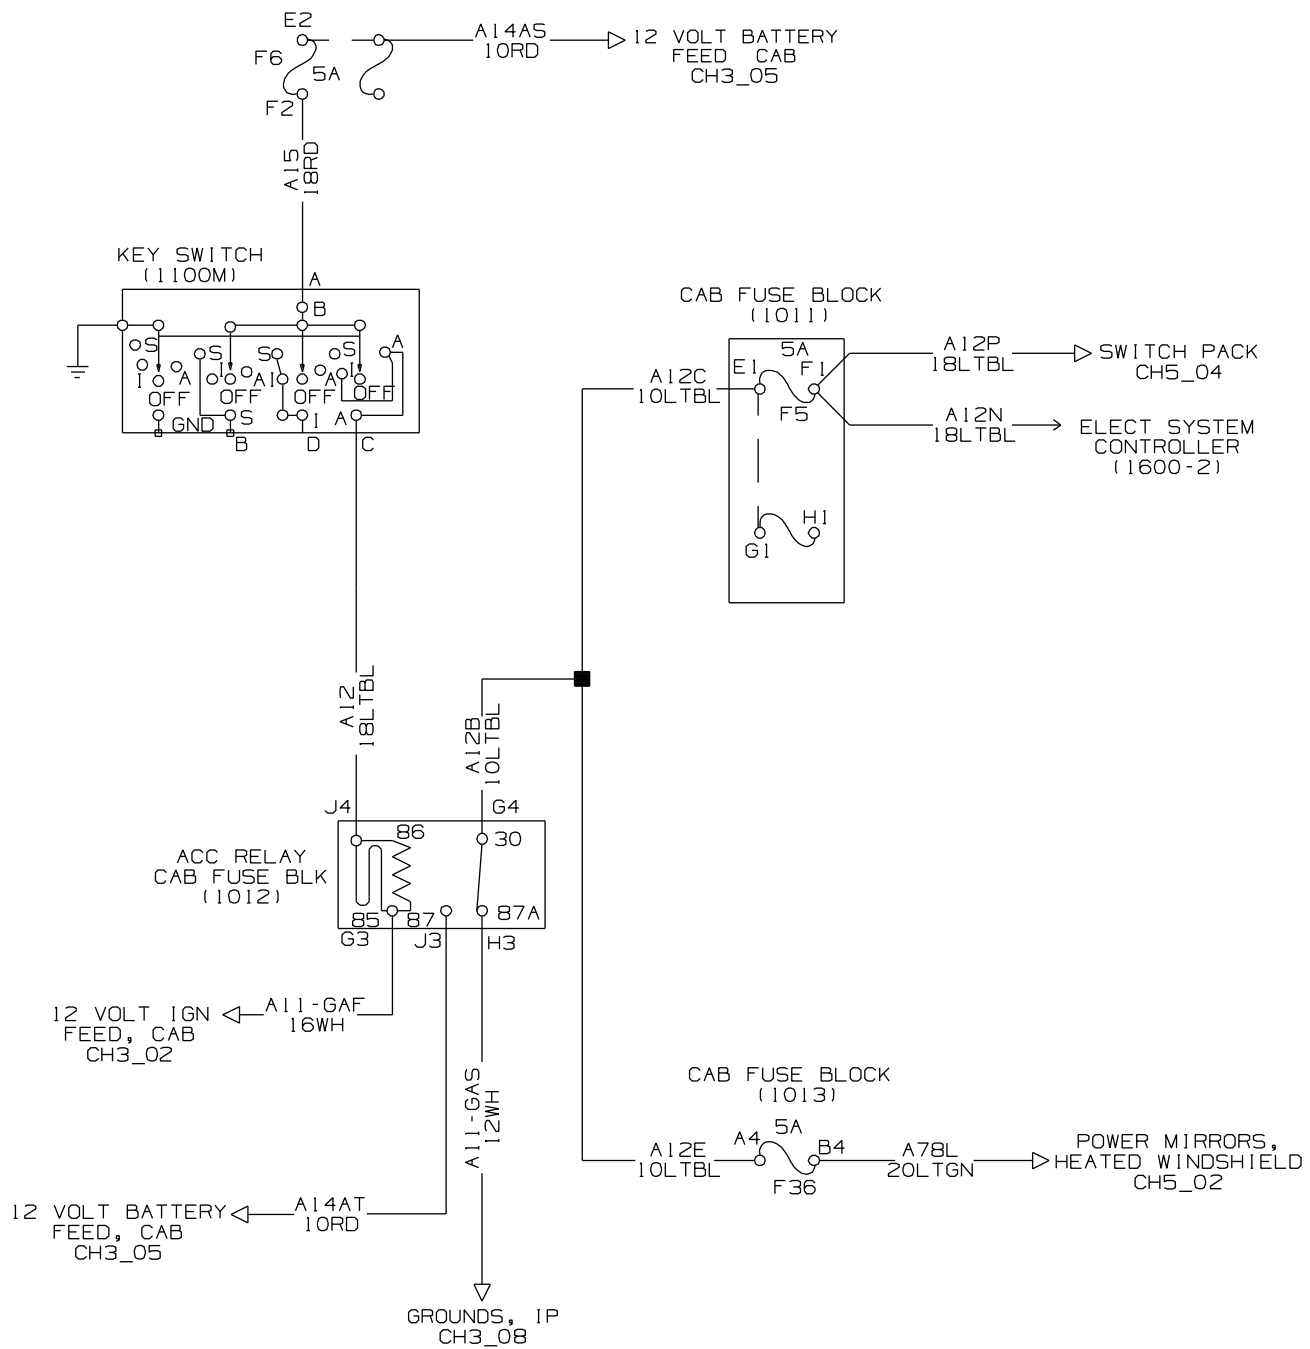 E2
F6
5A
F2
A14AS
10RD
12 VOLT BATTERY
FEED CAB
CH3_05
A15
18RD
KEY SWITCH
(1100M)
A
B
S
S
S
S
A
I
A
I
A
I
A
I
OFF
OFF
OFF
OFF
GND
S
I
A
B
D
C
CAB FUSE BLOCK
(1011)
5A
E1
F1
F5
G1
H1
A12C
10LTBL
A12P
18LTBL
SWITCH PACK
CH5_04
A12N
18LTBL
ELECT SYSTEM
CONTROLLER
(1600-2)
A12
18LTBL
A12B
10LTBL
J4
G4
86
30
ACC RELAY
CAB FUSE BLK
(1012)
85
87
87A
G3
J3
H3
12 VOLT IGN
FEED, CAB
CH3_02
A11-GAF
16WH
A11-GAS
12WH
12 VOLT BATTERY
FEED, CAB
CH3_05
A14AT
10RD
GROUNDS, IP
CH3_08
CAB FUSE BLOCK
(1013)
5A
A4
B4
F36
A12E
10LTBL
A78L
20LTGN
POWER MIRRORS,
HEATED WINDSHIELD
CH5_02